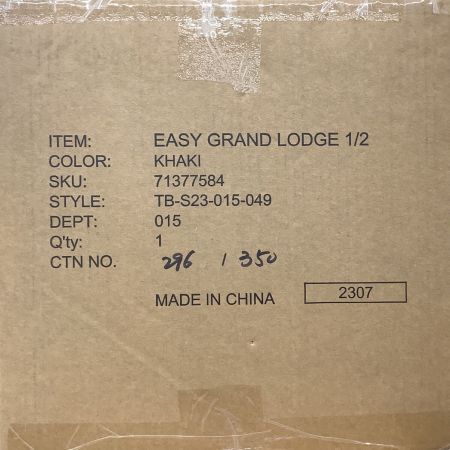 ITEM: EASY GRAND LODGE 1/2
COLOR: KHAKI
SKU: 71377584
STYLE: TB-S23-015-049
DEPT: 015
Q'ty: 1
CTN NO. 296 / 350
MADE IN CHINA 2307